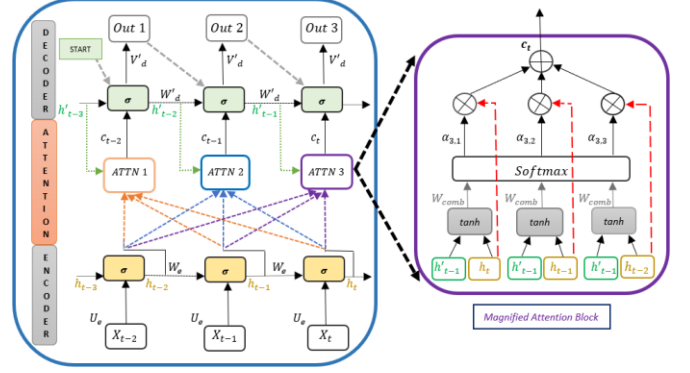 DECODER
ATTENTION
ENCODER
Out 1 Out 2 Out 3
START
V'd V'd V'd
σ W'd σ W'd σ
h't−3 h't−2 h't−1
ct−2 ct−1 ct
ATTN 1 ATTN 2 ATTN 3
σ We σ We σ
ht−3 ht−2 ht−1 ht
Ue Ue Ue
Xt−2 Xt−1 Xt
ct
α3.1 α3.2 α3.3
Softmax
Wcomb Wcomb Wcomb
tanh tanh tanh
h't−1 ht h't−1 ht−1 h't−1 ht−2
Magnified Attention Block